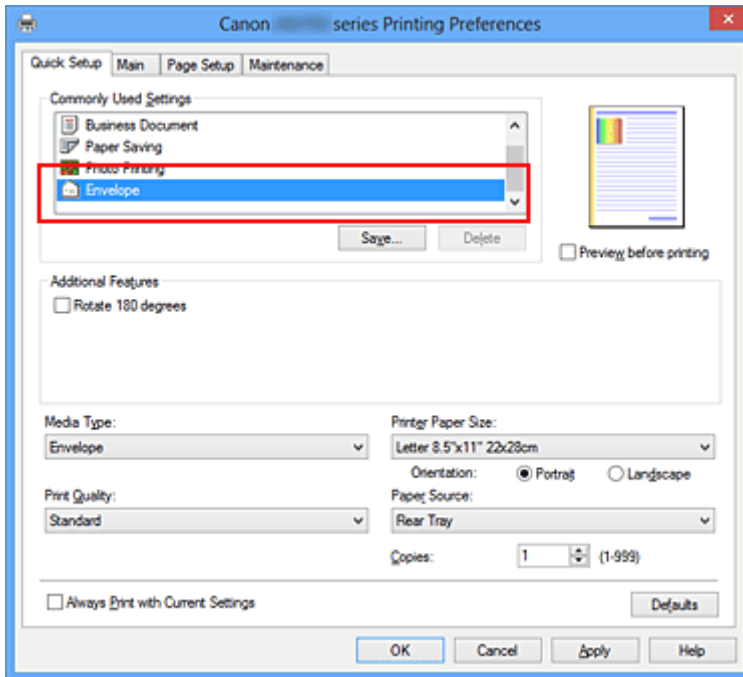 Canon series Printing Preferences
Quick Setup Main Page Setup Maintenance
Commonly Used Settings
Business Document
Paper Saving
Photo Printing
Envelope
Save... Delete
Preview before printing
Additional Features
Rotate 180 degrees
Media Type: Printer Paper Size:
Envelope Letter 8.5"x11" 22x28cm
Orientation: Portrait Landscape
Print Quality: Paper Source:
Standard Rear Tray
Copies: 1 (1-999)
Always Print with Current Settings Defaults
OK Cancel Apply Help